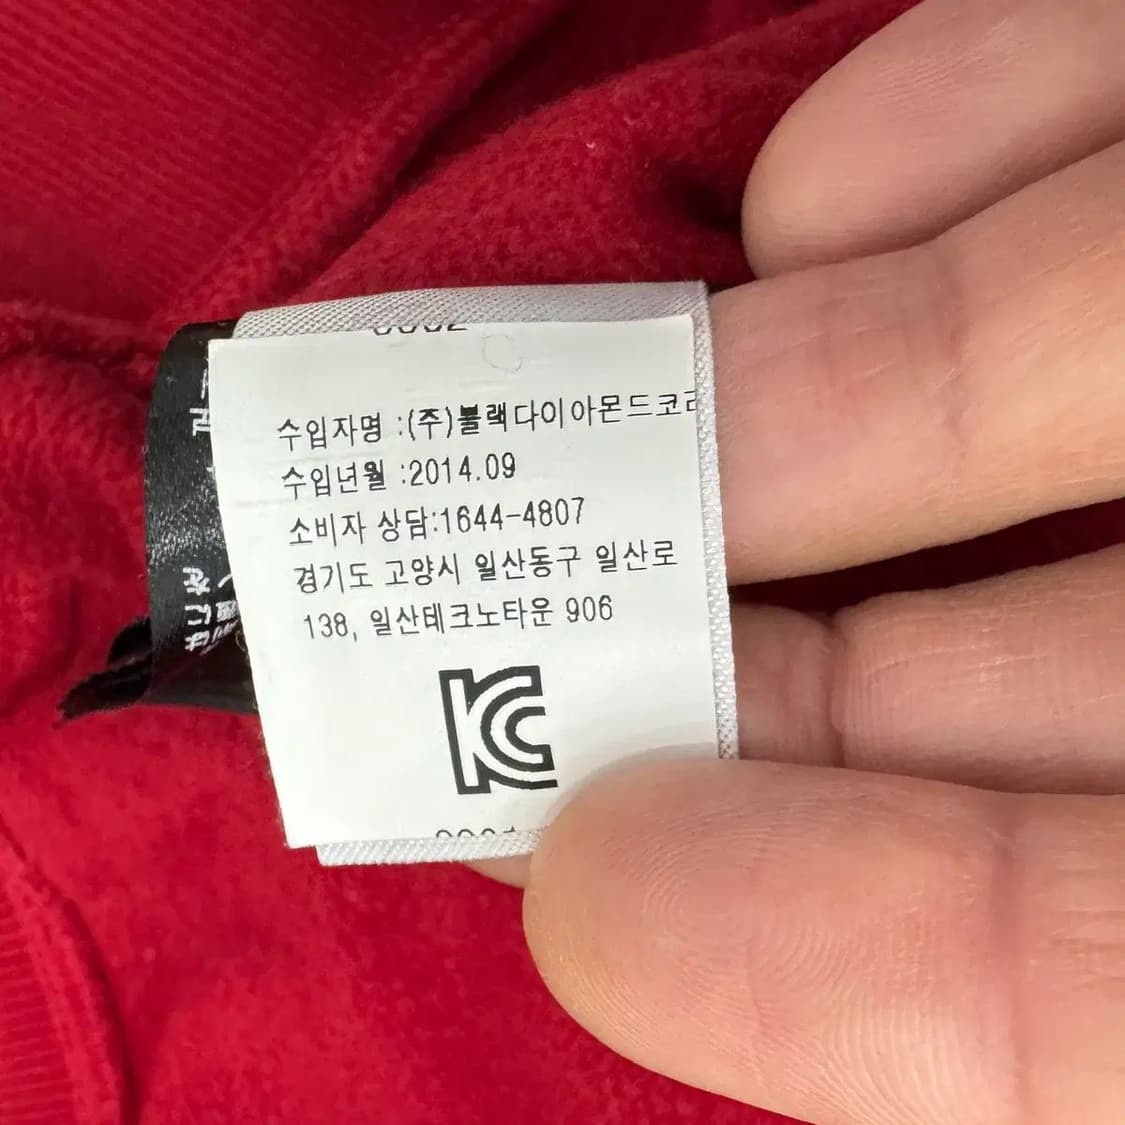 수입자명 :(주)블랙다이아몬드코리
수입년월 :2014.09
소비자 상담:1644-4807
경기도 고양시 일산동구 일산로
138, 일산테크노타운 906
KC